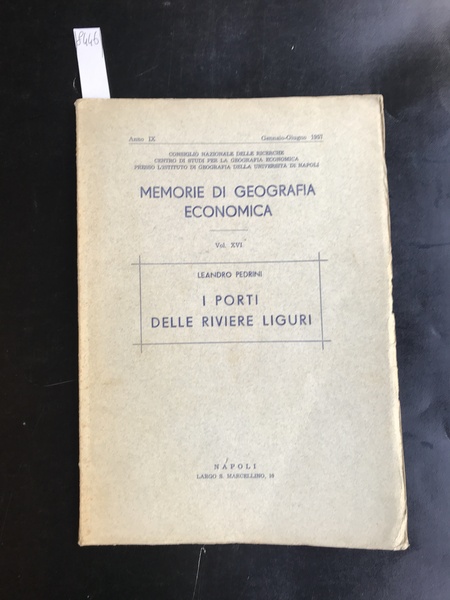 8446
Anno IX Gennaio-Giugno 1957
CONSIGLIO NAZIONALE DELLE RICERCHE
CENTRO DI STUDI PER LA GEOGRAFIA ECONOMICA
PRESSO L'ISTITUTO DI GEOGRAFIA DELLA UNIVERSITÀ DI NAPOLI
MEMORIE DI GEOGRAFIA
ECONOMICA
Vol. XVI
LEANDRO PEDRINI
I PORTI
DELLE RIVIERE LIGURI
NAPOLI
LARGO S. MARCELLINO, 10